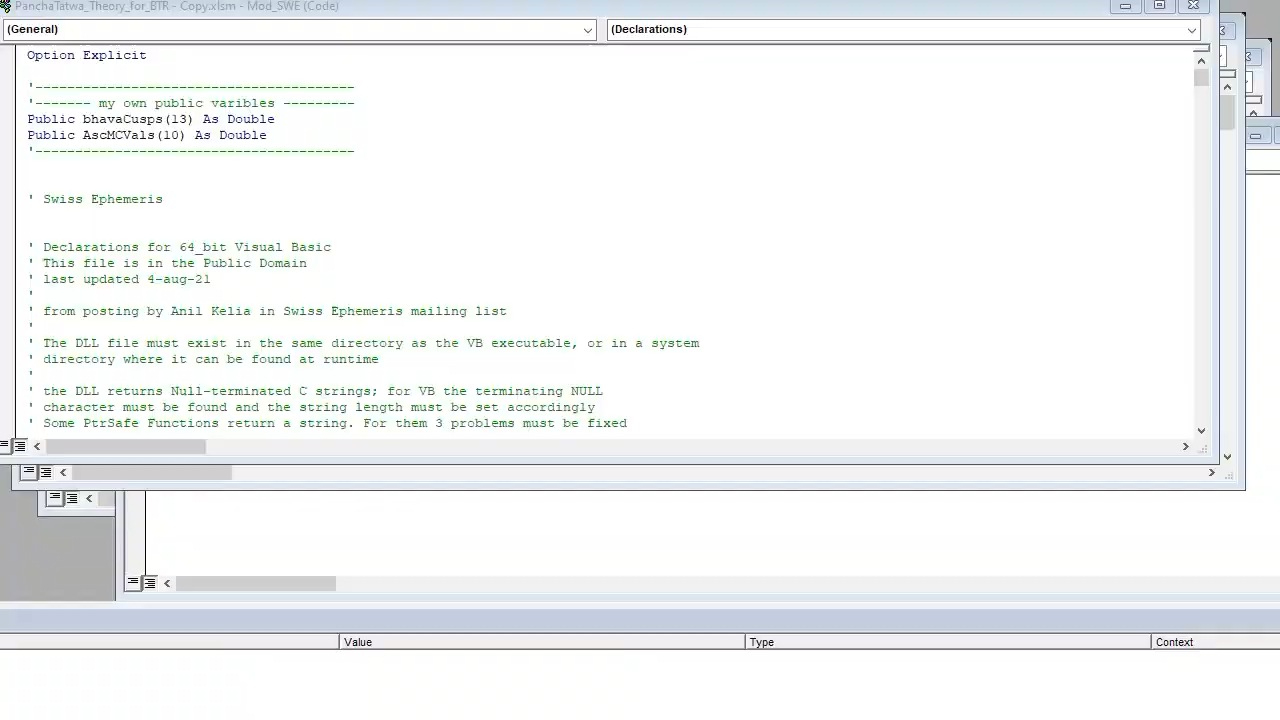 PanchaTatwa_Theory_for_BTR - Copy.xlsm - Mod_SWE (Code)
(General) (Declarations)
Option Explicit
'----------------------------------------
'------- my own public varibles ---------
Public bhavaCusps(13) As Double
Public AscMCVals(10) As Double
'----------------------------------------
' Swiss Ephemeris
' Declarations for 64_bit Visual Basic
' This file is in the Public Domain
' last updated 4-aug-21
'
' from posting by Anil Kelia in Swiss Ephemeris mailing list
'
' The DLL file must exist in the same directory as the VB executable, or in a system
' directory where it can be found at runtime
'
' the DLL returns Null-terminated C strings; for VB the terminating NULL
' character must be found and the string length must be set accordingly
' Some PtrSafe Functions return a string. For them 3 problems must be fixed
Value Type Context